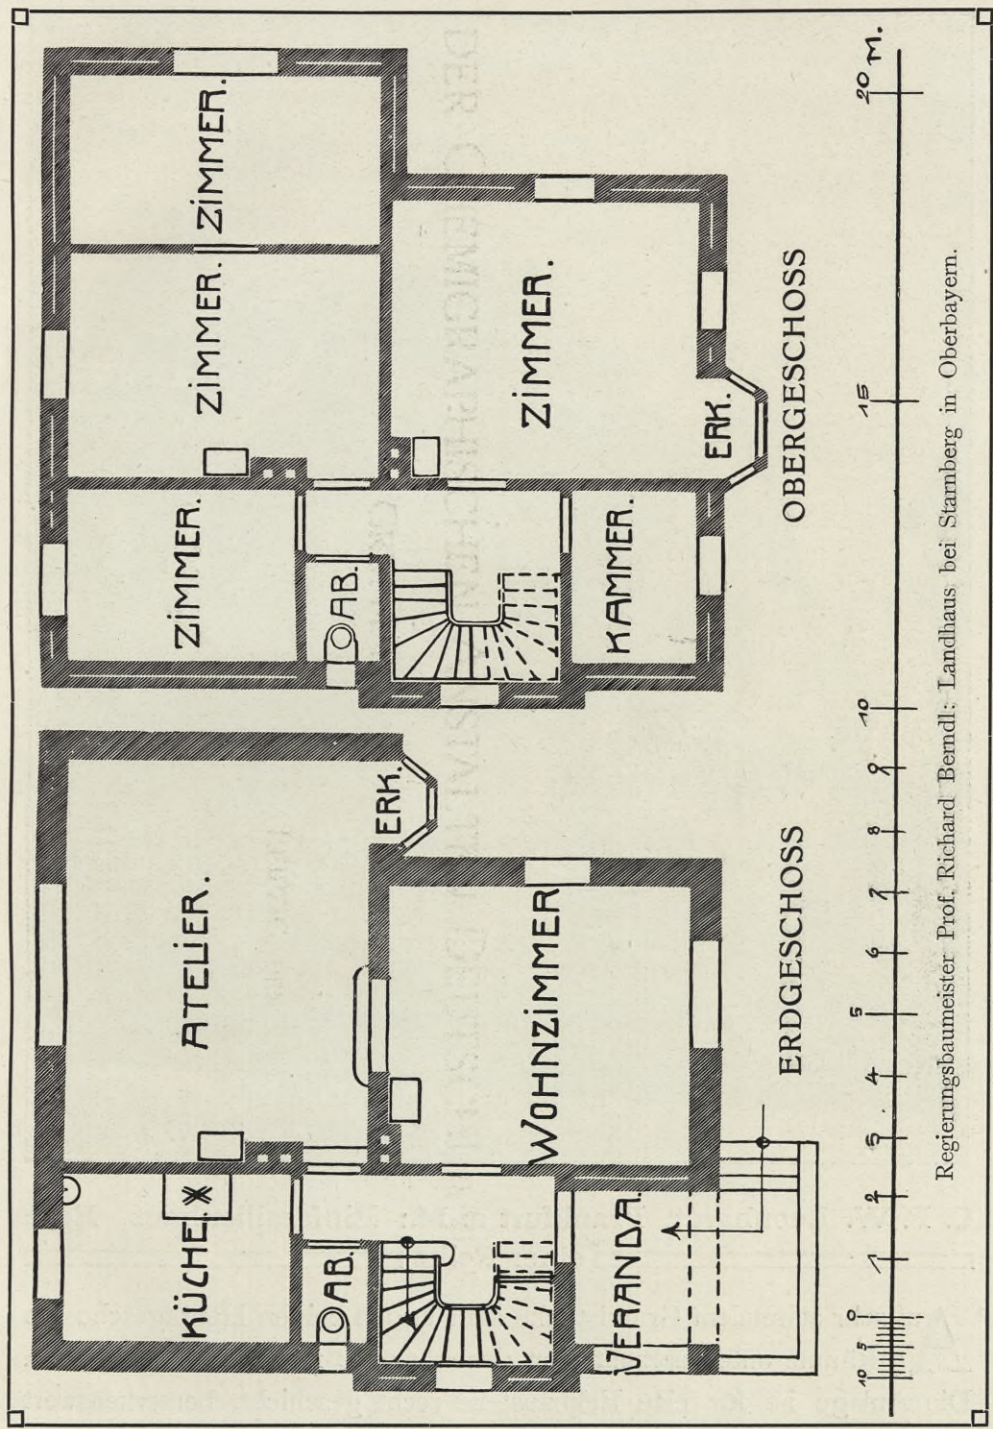 ATELIER.
ERK.
KÜCHE.
AB.
WOHNZIMMER
VERANDA.
ERDGESCHOSS
ZIMMER.
ZIMMER.
ZIMMER.
AB.
ZIMMER.
ERK.
KAMMER.
OBERGESCHOSS
10 5 0 1 2 3 4 5 6 7 8 9 10 15 20 m.
Regierungsbaumeister Prof. Richard Berndl: Landhaus bei Starnberg in Oberbayern.